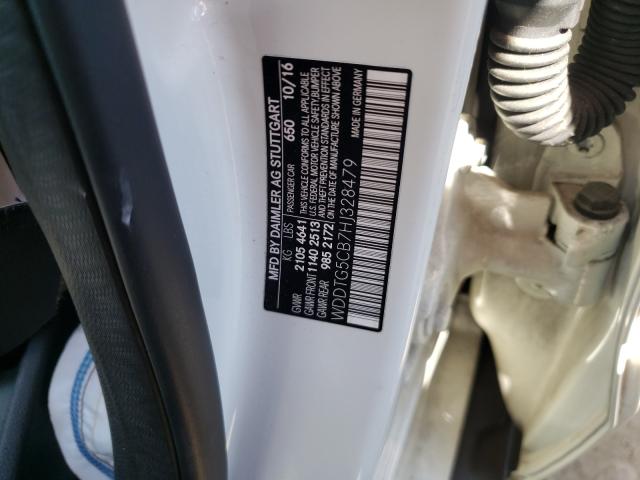 MFD BY DAIMLER AG STUTTGART
PASSENGER CAR 650 10/16
KG LBS
GVWR 2105 4641
GAWR FRONT 1140 2513
GAWR REAR 985 2172
THIS VEHICLE CONFORMS TO ALL APPLICABLE
U.S. FEDERAL MOTOR VEHICLE SAFETY, BUMPER
AND THEFT PREVENTION STANDARDS IN EFFECT
ON THE DATE OF MANUFACTURE SHOWN ABOVE
WDDTG5CB7HJ328479
MADE IN GERMANY